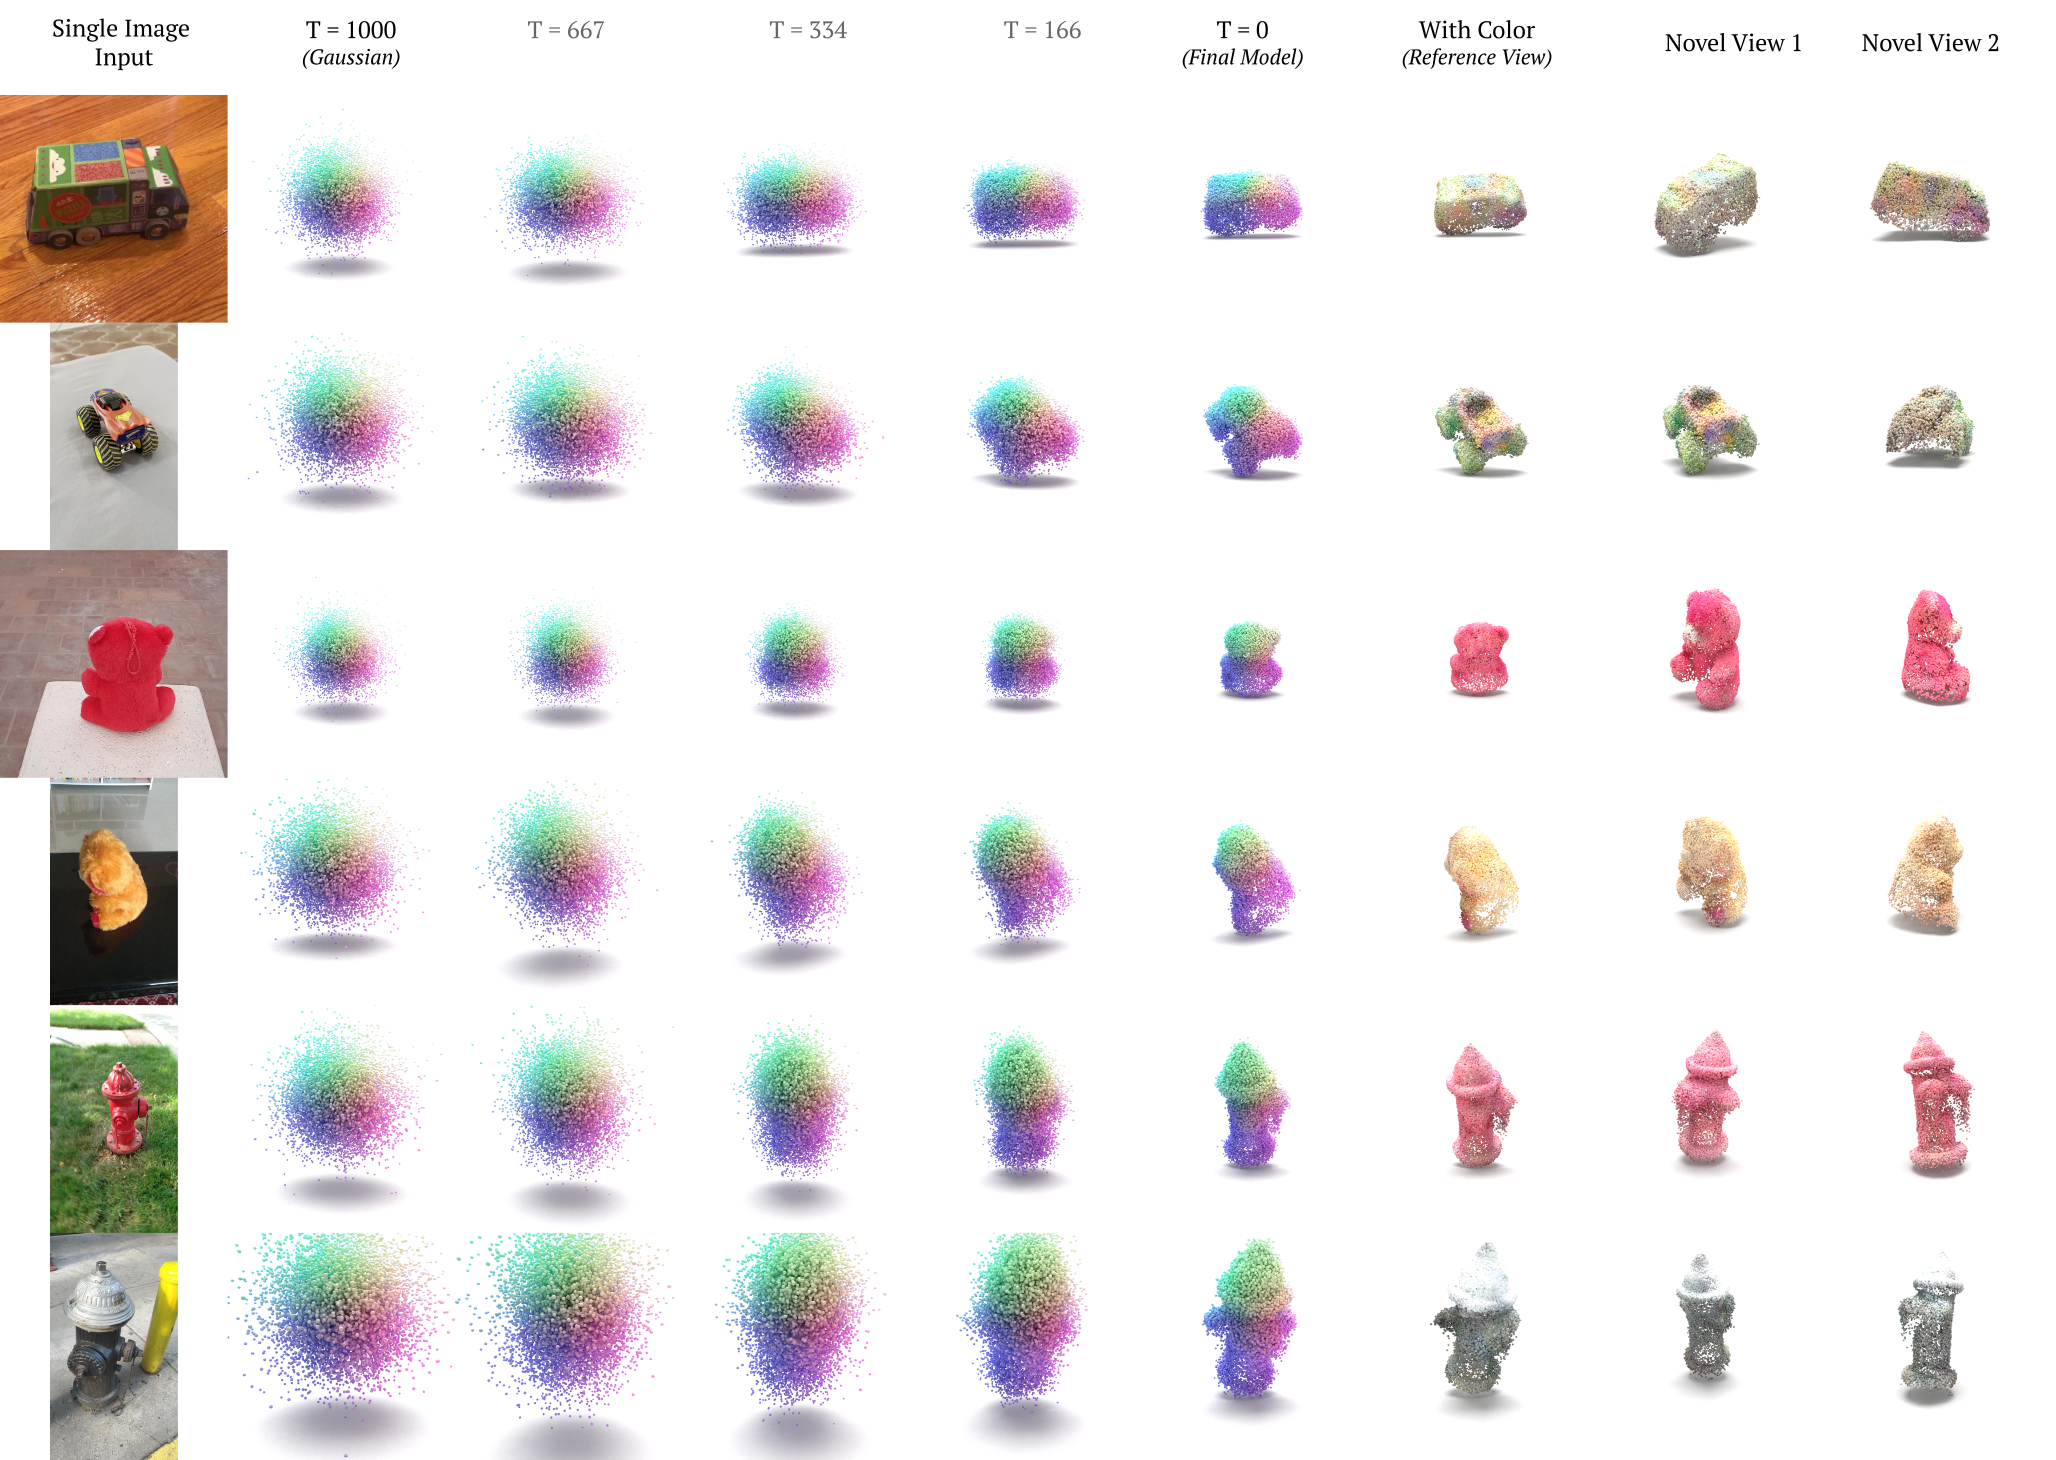 Single Image
Input
T = 1000
(Gaussian)
T = 667
T = 334
T = 166
T = 0
(Final Model)
With Color
(Reference View)
Novel View 1
Novel View 2